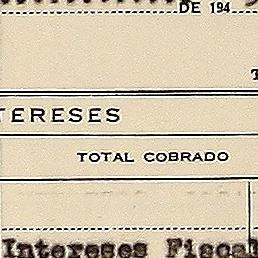 DE 194
TERESES
TOTAL COBRADO
Intereses Fiscal